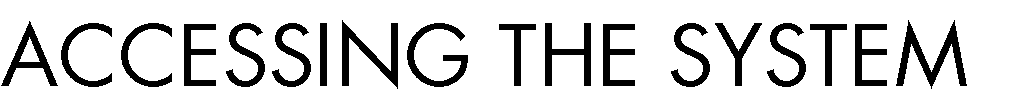 ACCESSING THE SYSTEM